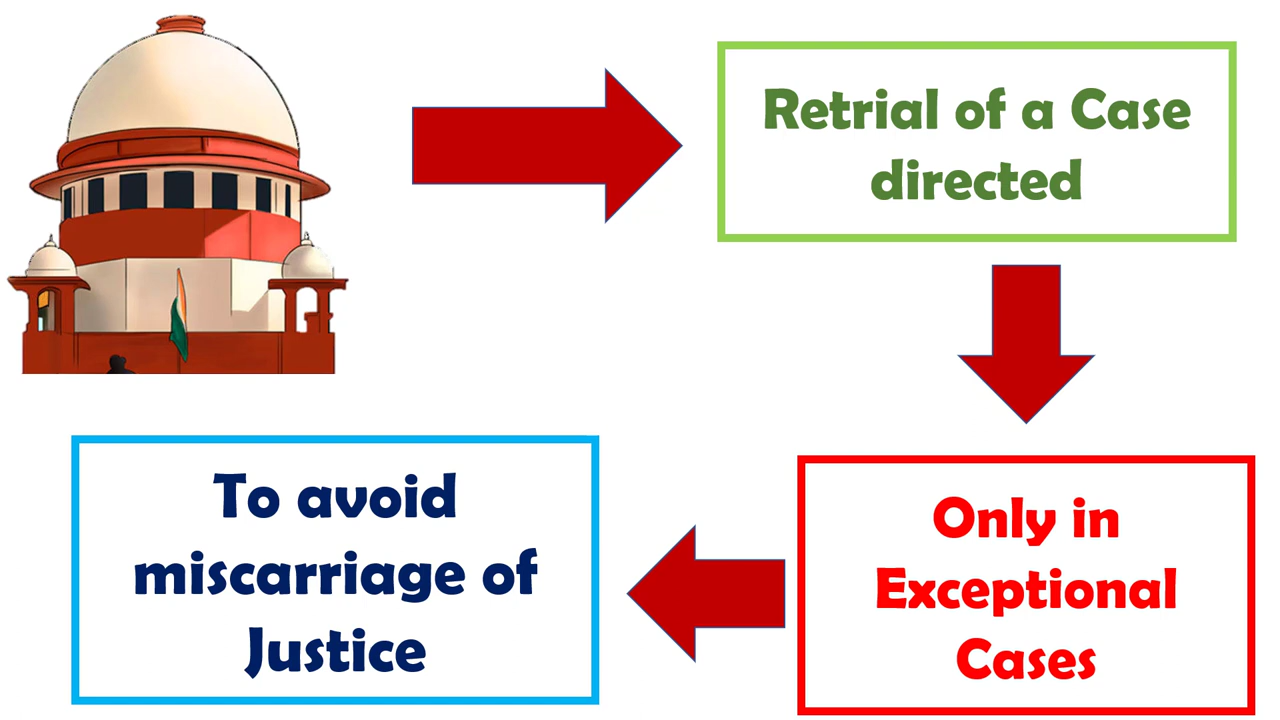 Retrial of a Case
directed
Only in
Exceptional
Cases
To avoid
miscarriage of
Justice